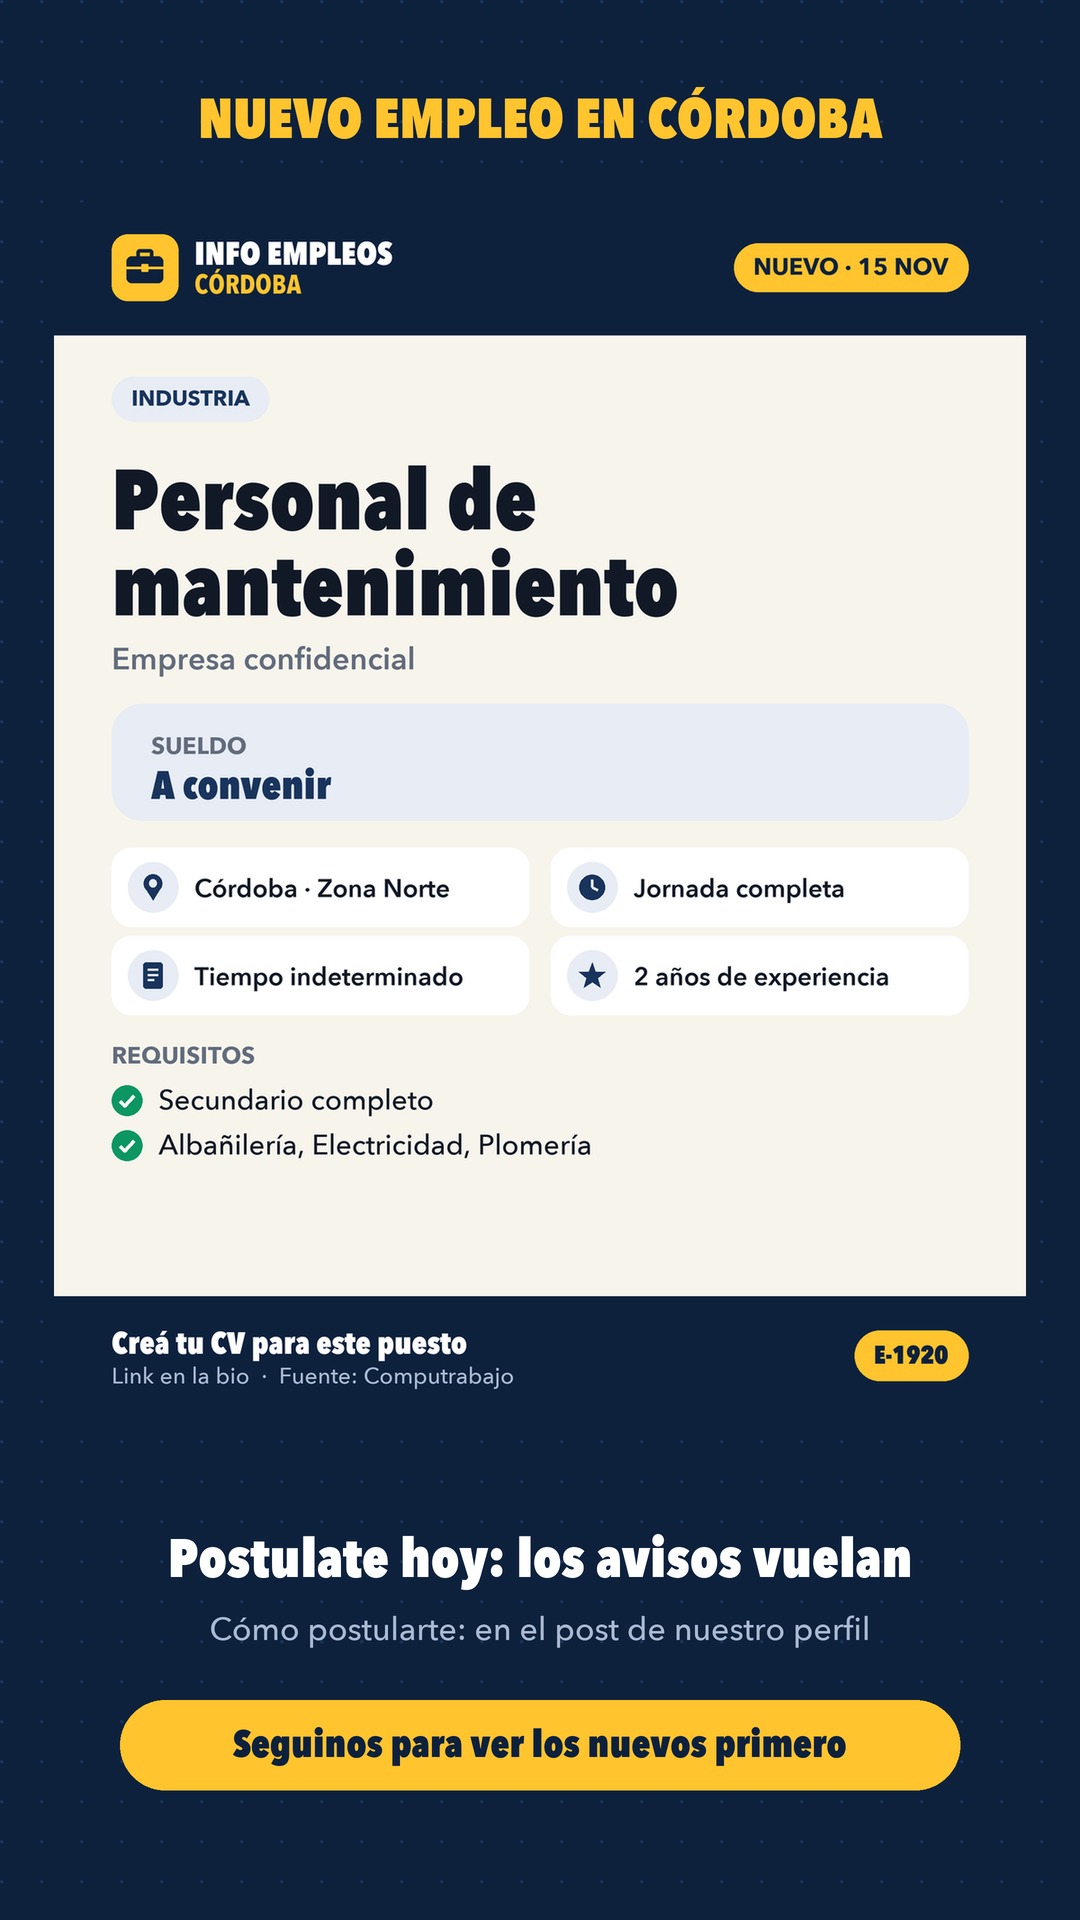 NUEVO EMPLEO EN CÓRDOBA
INFO EMPLEOS
CÓRDOBA
NUEVO · 15 NOV
INDUSTRIA
Personal de
mantenimiento
Empresa confidencial
SUELDO
A convenir
Córdoba · Zona Norte
Jornada completa
Tiempo indeterminado
2 años de experiencia
REQUISITOS
Secundario completo
Albañilería, Electricidad, Plomería
Creá tu CV para este puesto
Link en la bio · Fuente: Computrabajo
E-1920
Postulate hoy: los avisos vuelan
Cómo postularte: en el post de nuestro perfil
Seguinos para ver los nuevos primero